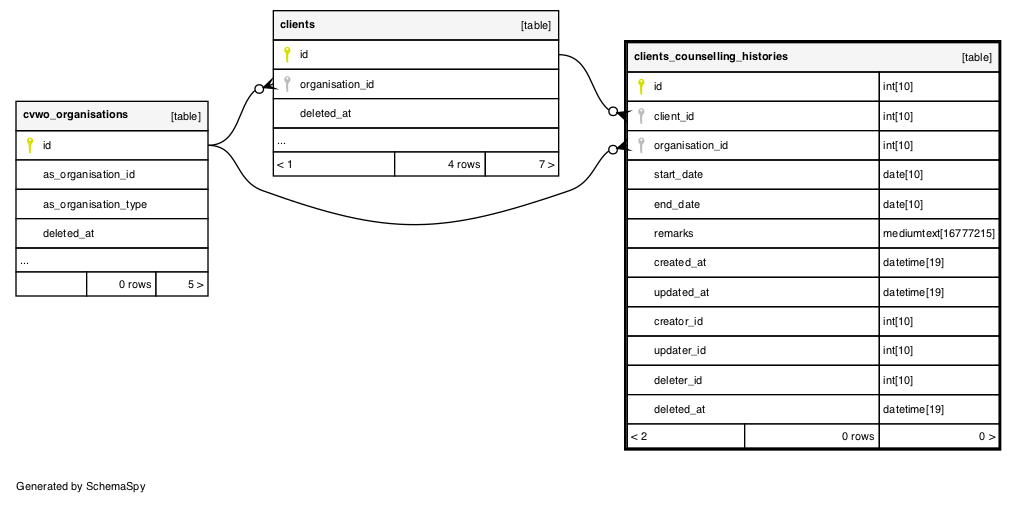 clients [table]
id
organisation_id
deleted_at
...
< 1 4 rows 7 >
cvwo_organisations [table]
id
as_organisation_id
as_organisation_type
deleted_at
...
0 rows 5 >
clients_counselling_histories [table]
id int[10]
client_id int[10]
organisation_id int[10]
start_date date[10]
end_date date[10]
remarks mediumtext[16777215]
created_at datetime[19]
updated_at datetime[19]
creator_id int[10]
updater_id int[10]
deleter_id int[10]
deleted_at datetime[19]
< 2 0 rows 0 >
Generated by SchemaSpy